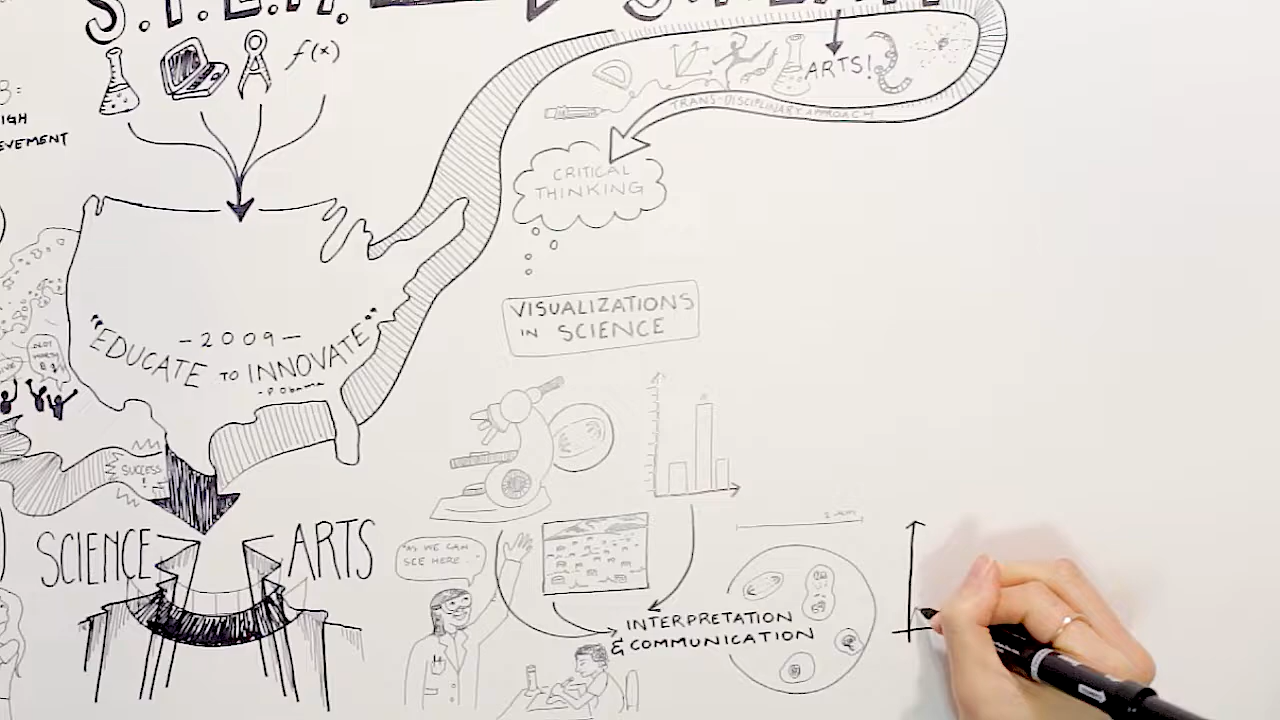 S.T.E.M.
f(x)
IGH
EVEMENT
ARTS!
TRANS-DISCIPLINARY APPROACH
CRITICAL
THINKING
VISUALIZATIONS
IN SCIENCE
- 2009 -
"EDUCATE TO INNOVATE"
- P. Obama
SUCCESS
!
SCIENCE
ARTS
"AS WE CAN
SEE HERE..."
INTERPRETATION
& COMMUNICATION